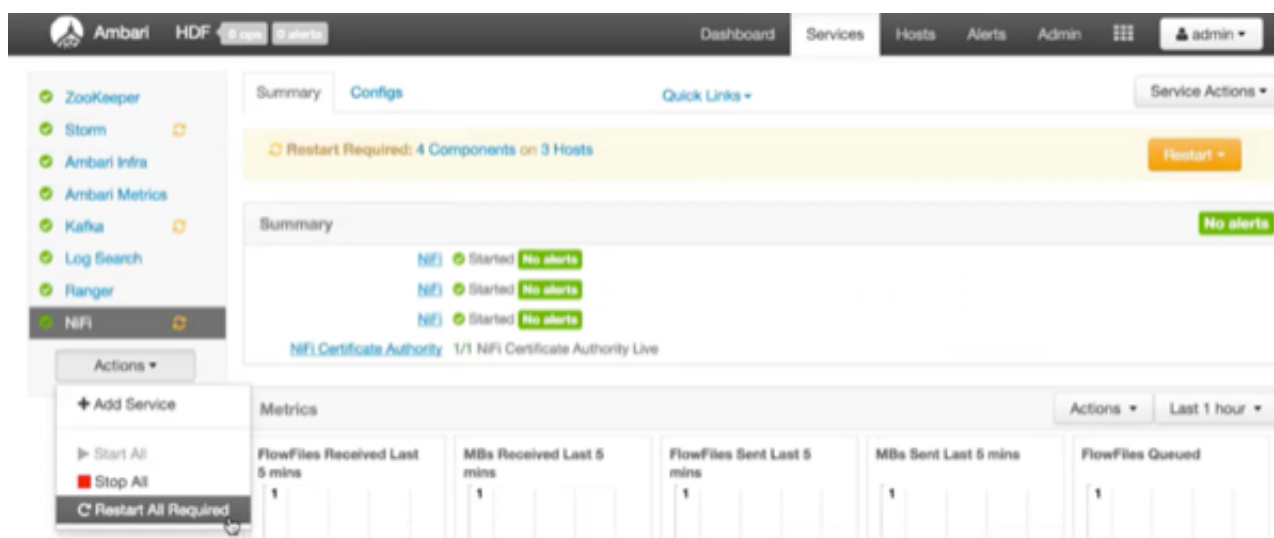 Ambari HDF 0 ops 0 alerts Dashboard Services Hosts Alerts Admin admin
ZooKeeper
Storm
Ambari Infra
Ambari Metrics
Kafka
Log Search
Ranger
NiFi
Actions
Add Service
Start All
Stop All
Restart All Required
Summary Configs Quick Links Service Actions
Restart Required: 4 Components on 3 Hosts Restart
Summary No alerts
NiFi Started No alerts
NiFi Started No alerts
NiFi Started No alerts
NiFi Certificate Authority 1/1 NiFi Certificate Authority Live
Metrics Actions Last 1 hour
FlowFiles Received Last
5 mins
1
MBs Received Last 5
mins
1
FlowFiles Sent Last 5
mins
1
MBs Sent Last 5 mins
1
FlowFiles Queued
1